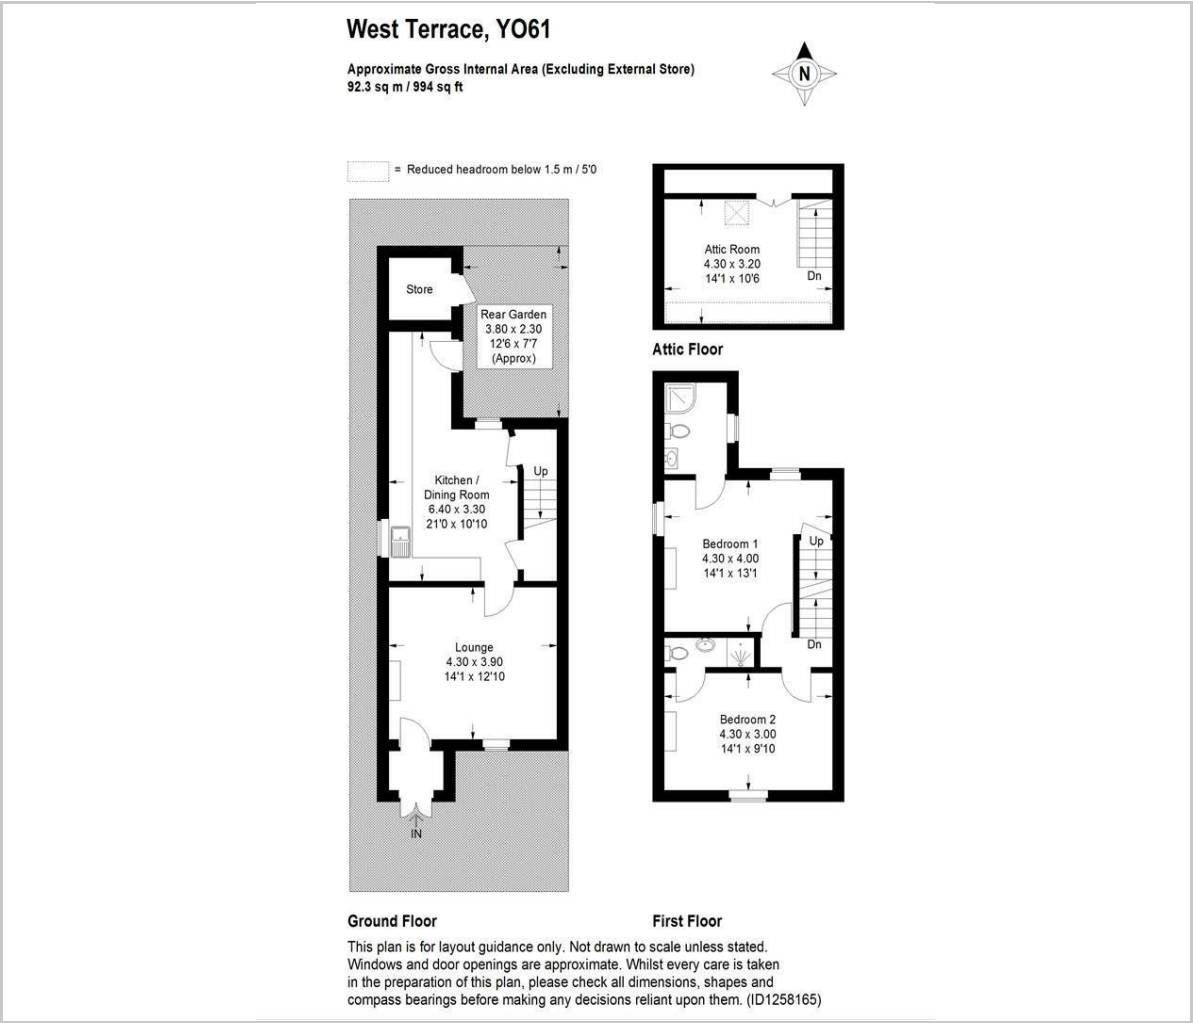 West Terrace, YO61
Approximate Gross Internal Area (Excluding External Store)
92.3 sq m / 994 sq ft
N
= Reduced headroom below 1.5 m / 5'0
Attic Room
4.30 x 3.20
14'1 x 10'6
Dn
Attic Floor
Store
Rear Garden
3.80 x 2.30
12'6 x 7'7
(Approx)
Up
Kitchen /
Dining Room
6.40 x 3.30
21'0 x 10'10
Lounge
4.30 x 3.90
14'1 x 12'10
IN
Bedroom 1
4.30 x 4.00
14'1 x 13'1
Up
Dn
Bedroom 2
4.30 x 3.00
14'1 x 9'10
Ground Floor
First Floor
This plan is for layout guidance only. Not drawn to scale unless stated.
Windows and door openings are approximate. Whilst every care is taken
in the preparation of this plan, please check all dimensions, shapes and
compass bearings before making any decisions reliant upon them. (ID1258165)